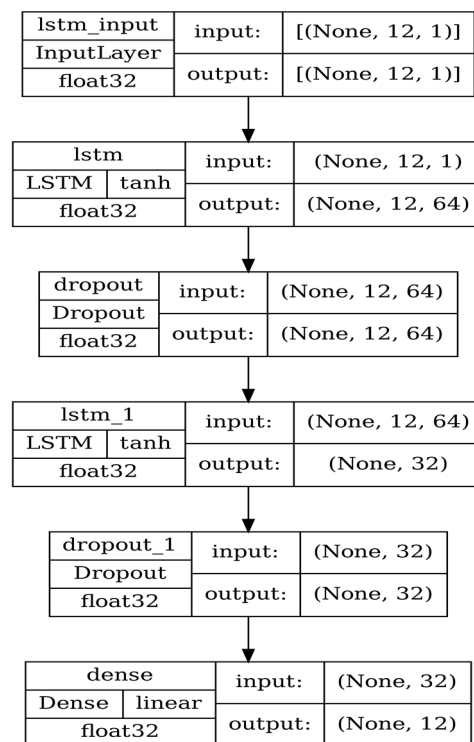 lstm_input input: [(None, 12, 1)]
InputLayer
float32 output: [(None, 12, 1)]
lstm input: (None, 12, 1)
LSTM tanh
float32 output: (None, 12, 64)
dropout input: (None, 12, 64)
Dropout
float32 output: (None, 12, 64)
lstm_1 input: (None, 12, 64)
LSTM tanh
float32 output: (None, 32)
dropout_1 input: (None, 32)
Dropout
float32 output: (None, 32)
dense input: (None, 32)
Dense linear
float32 output: (None, 12)